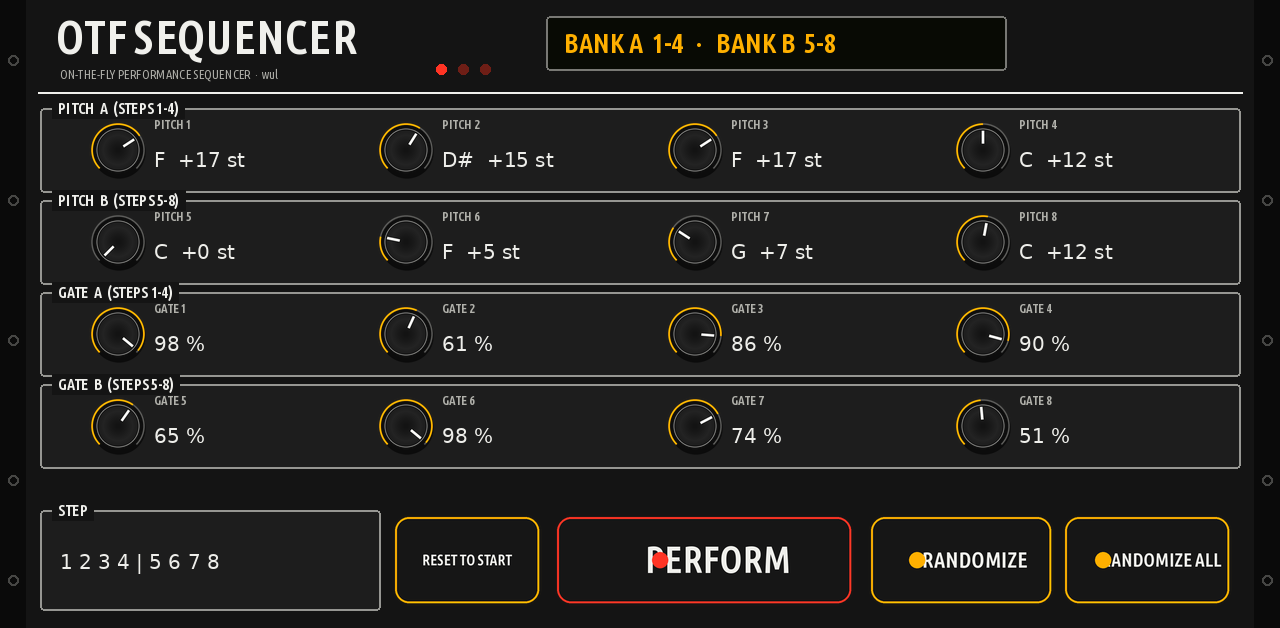 OTF SEQUENCER
BANK A 1-4 · BANK B 5-8
ON-THE-FLY PERFORMANCE SEQUENCER · wul
PITCH A (STEPS 1-4)
PITCH 1 PITCH 2 PITCH 3 PITCH 4
F +17 st D# +15 st F +17 st C +12 st
PITCH B (STEPS 5-8)
PITCH 5 PITCH 6 PITCH 7 PITCH 8
C +0 st F +5 st G +7 st C +12 st
GATE A (STEPS 1-4)
GATE 1 GATE 2 GATE 3 GATE 4
98 % 61 % 86 % 90 %
GATE B (STEPS 5-8)
GATE 5 GATE 6 GATE 7 GATE 8
65 % 98 % 74 % 51 %
STEP
1 2 3 4 | 5 6 7 8
RESET TO START
PERFORM
RANDOMIZE
RANDOMIZE ALL